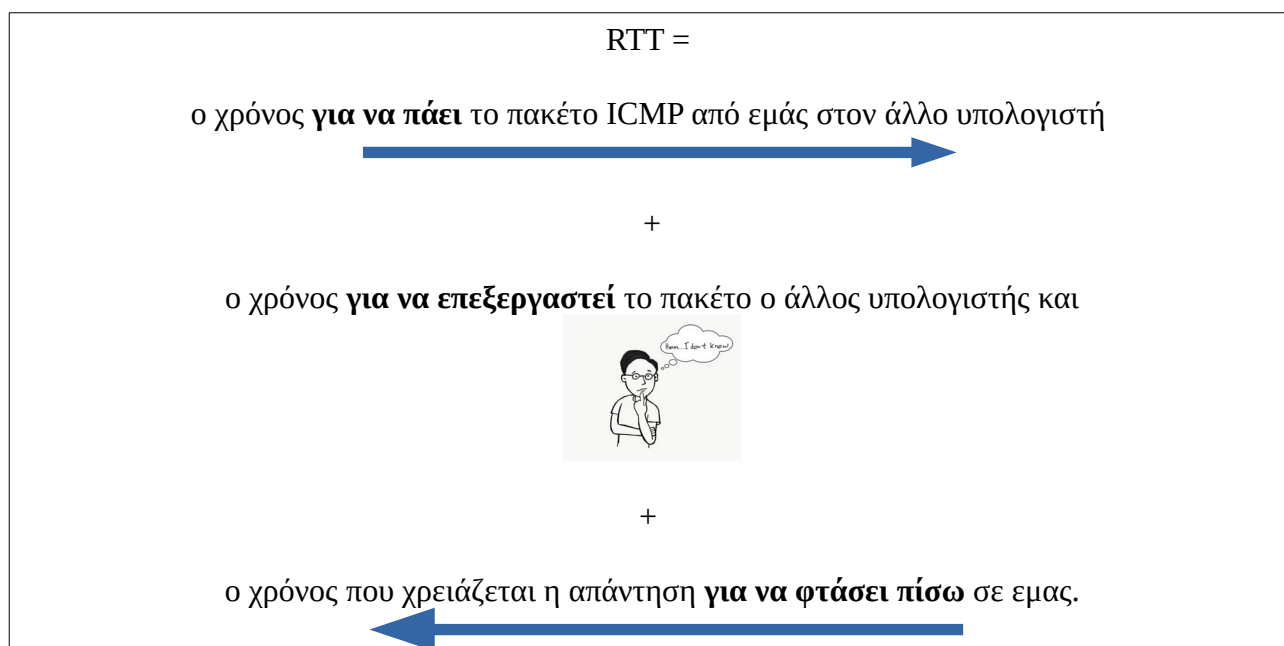 RTT =
ο χρόνος για να πάει το πακέτο ICMP από εμάς στον άλλο υπολογιστή
+
ο χρόνος για να επεξεργαστεί το πακέτο ο άλλος υπολογιστής και
Hmm...I don't know
+
ο χρόνος που χρειάζεται η απάντηση για να φτάσει πίσω σε εμας.